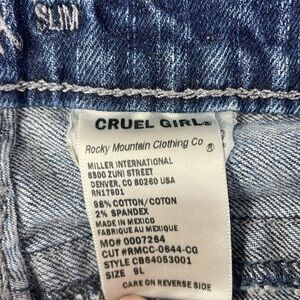 SLIM
CRUEL GIRL®
Rocky Mountain Clothing Co ®
MILLER INTERNATIONAL
8500 ZUNI STREET
DENVER, CO 80260 USA
RN17801
98% COTTON/COTON
2% SPANDEX
MADE IN MEXICO
FABRIQUE AU MEXIQUE
MO# 0007264
CUT #RMCC-0644-CG
STYLE CB64053001
SIZE 9L
CARE ON REVERSE SIDE